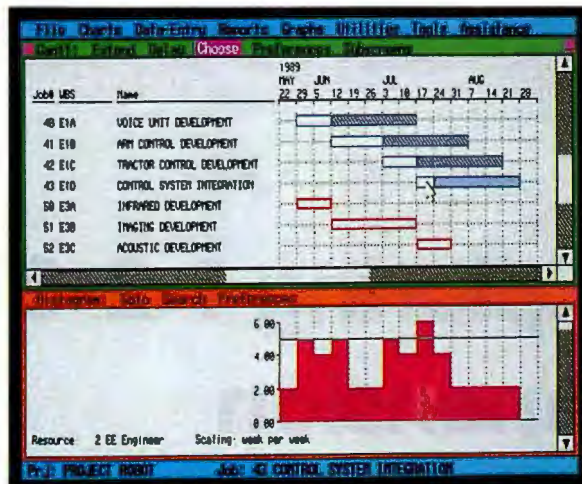 File Charts Data-Entry Reports Graphs Utilities Tools Assistance
Gantt: Extend Delay Choose Preferences Subgroups
1989
MAY JUN JUL AUG
22 29 5 12 19 26 3 10 17 24 31 7 14 21 28
Job# WBS Name
40 E1A VOICE UNIT DEVELOPMENT
41 E1B ARM CONTROL DEVELOPMENT
42 E1C TRACTOR CONTROL DEVELOPMENT
43 E1D CONTROL SYSTEM INTEGRATION
50 E3A INFRARED DEVELOPMENT
51 E3B IMAGING DEVELOPMENT
52 E3C ACOUSTIC DEVELOPMENT
Histogram: Goto Search Preferences
6.00
4.00
2.00
0.00
Resource 2 EE Engineer Scaling: week per week
Prj: PROJECT ROBOT Job: 43 CONTROL SYSTEM INTEGRATION